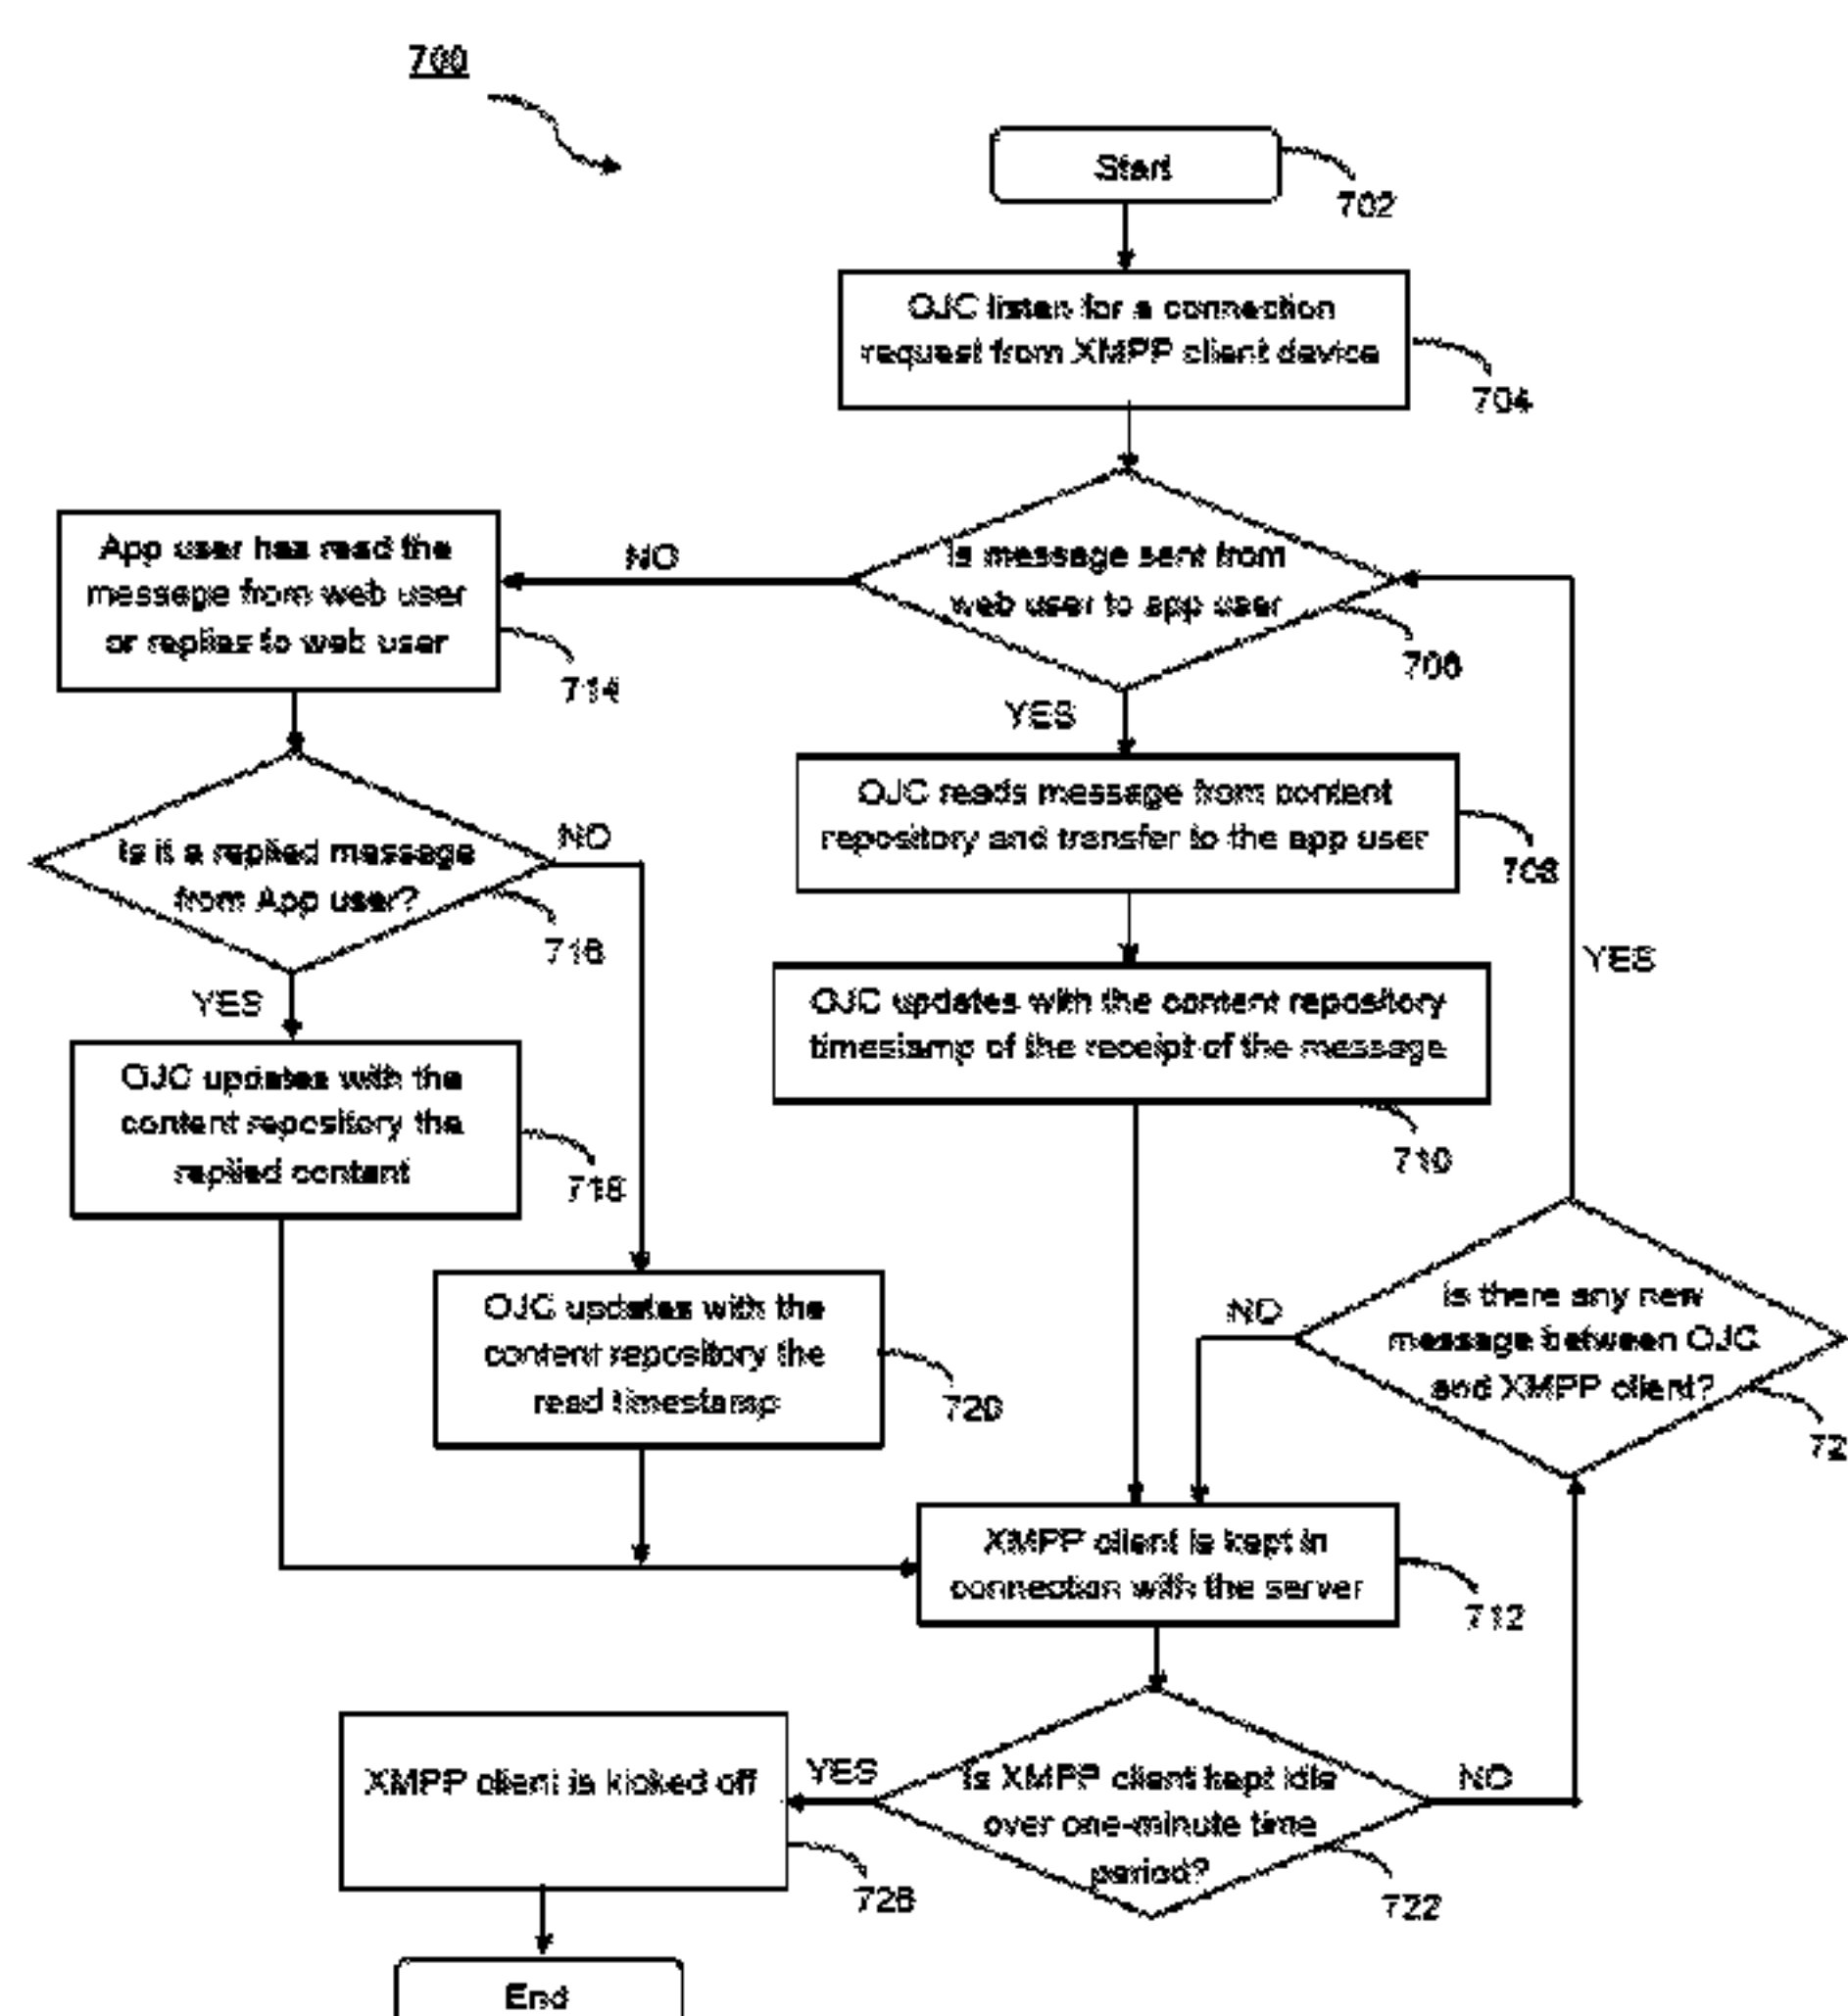 700
Start
702
OJC listen for a connection
request from XMPP client device
704
Is message sent from
web user to app user
706
NO
App user has read the
message from web user
or replies to web user
714
YES
OJC reads message from content
repository and transfer to the app user
708
Is it a replied message
from App user?
716
NO
YES
OJC updates with the content repository
timestamp of the receipt of the message
710
YES
OJC updates with the
content repository the
replied content
718
OJC updates with the
content repository the
read timestamp
720
Is there any new
message between OJC
and XMPP client?
72
NO
XMPP client is kept in
connection with the server
712
Is XMPP client kept idle
over one-minute time
period?
722
YES
NO
XMPP client is kicked off
End